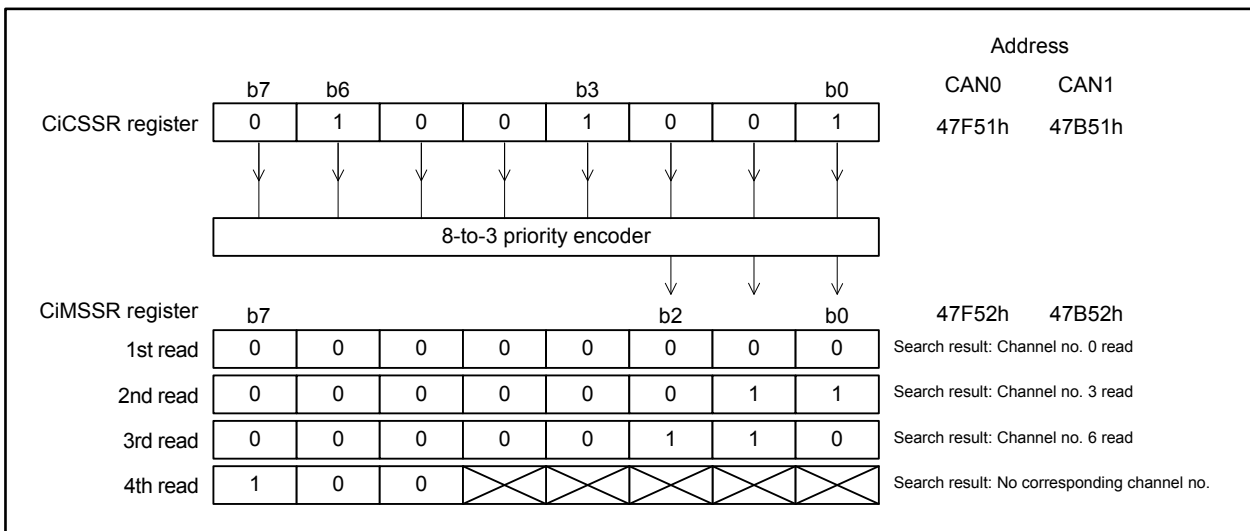 Address
b7 b6 b3 b0 CAN0 CAN1
CiCSSR register 0 1 0 0 1 0 0 1 47F51h 47B51h
8-to-3 priority encoder
CiMSSR register b7 b2 b0 47F52h 47B52h
1st read 0 0 0 0 0 0 0 0 Search result: Channel no. 0 read
2nd read 0 0 0 0 0 0 1 1 Search result: Channel no. 3 read
3rd read 0 0 0 0 0 1 1 0 Search result: Channel no. 6 read
4th read 1 0 0 Search result: No corresponding channel no.